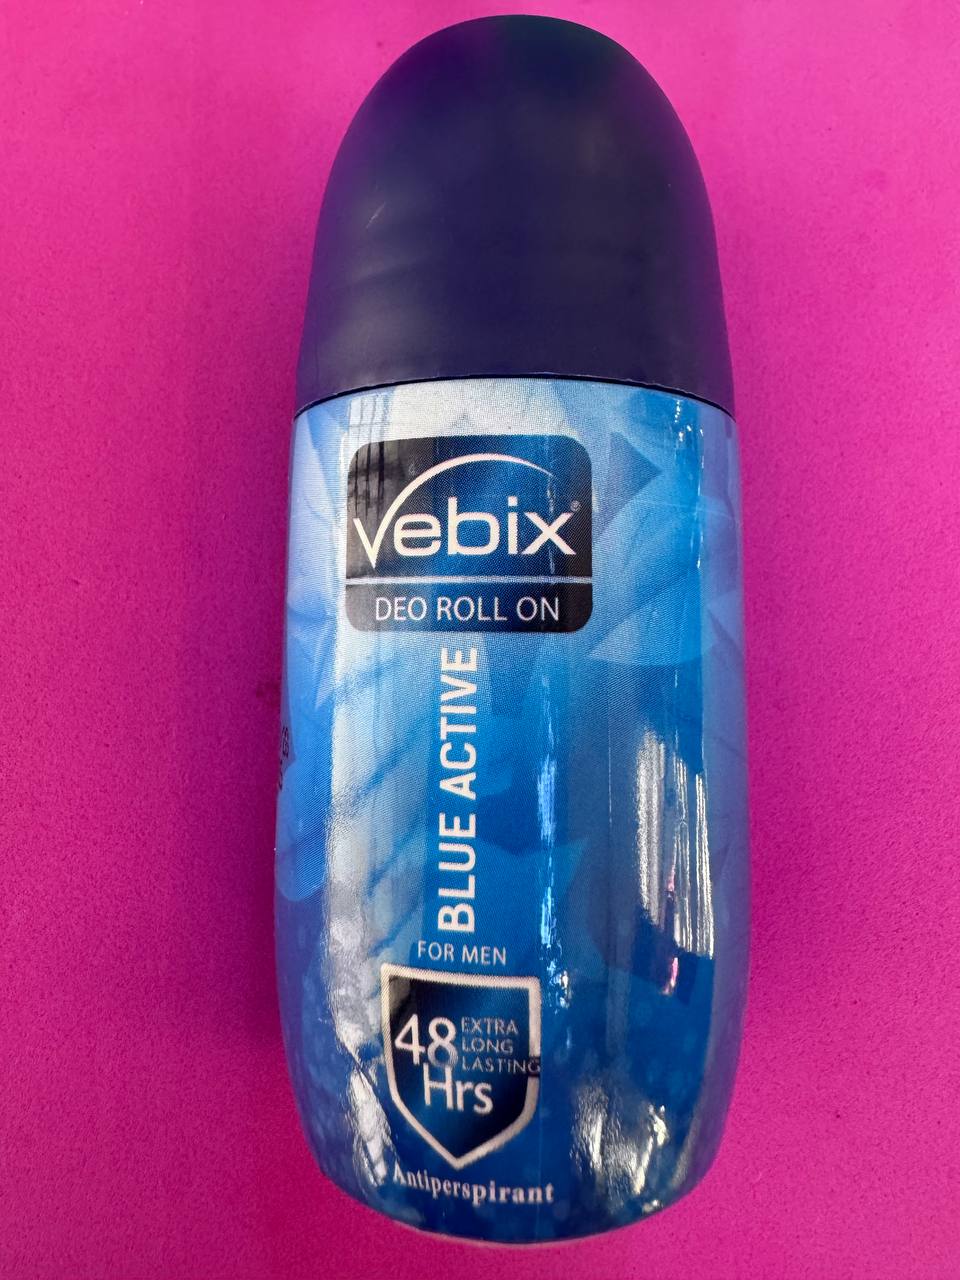 vebix®
DEO ROLL ON
BLUE ACTIVE
FOR MEN
48 Hrs
EXTRA
LONG
LASTING
Antiperspirant